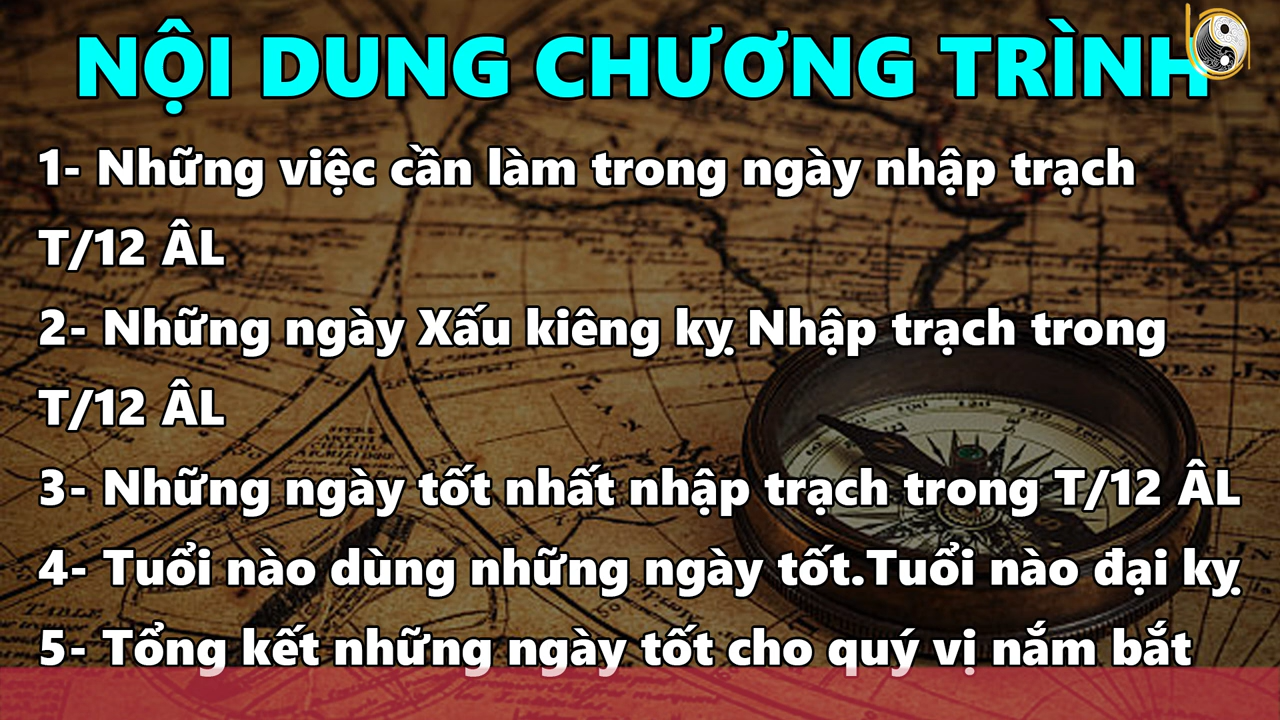 NỘI DUNG CHƯƠNG TRÌNH
1- Những việc cần làm trong ngày nhập trạch
T/12 ÂL
2- Những ngày Xấu kiêng kỵ Nhập trạch trong
T/12 ÂL
3- Những ngày tốt nhất nhập trạch trong T/12 ÂL
4- Tuổi nào dùng những ngày tốt.Tuổi nào đại kỵ
5- Tổng kết những ngày tốt cho quý vị nắm bắt